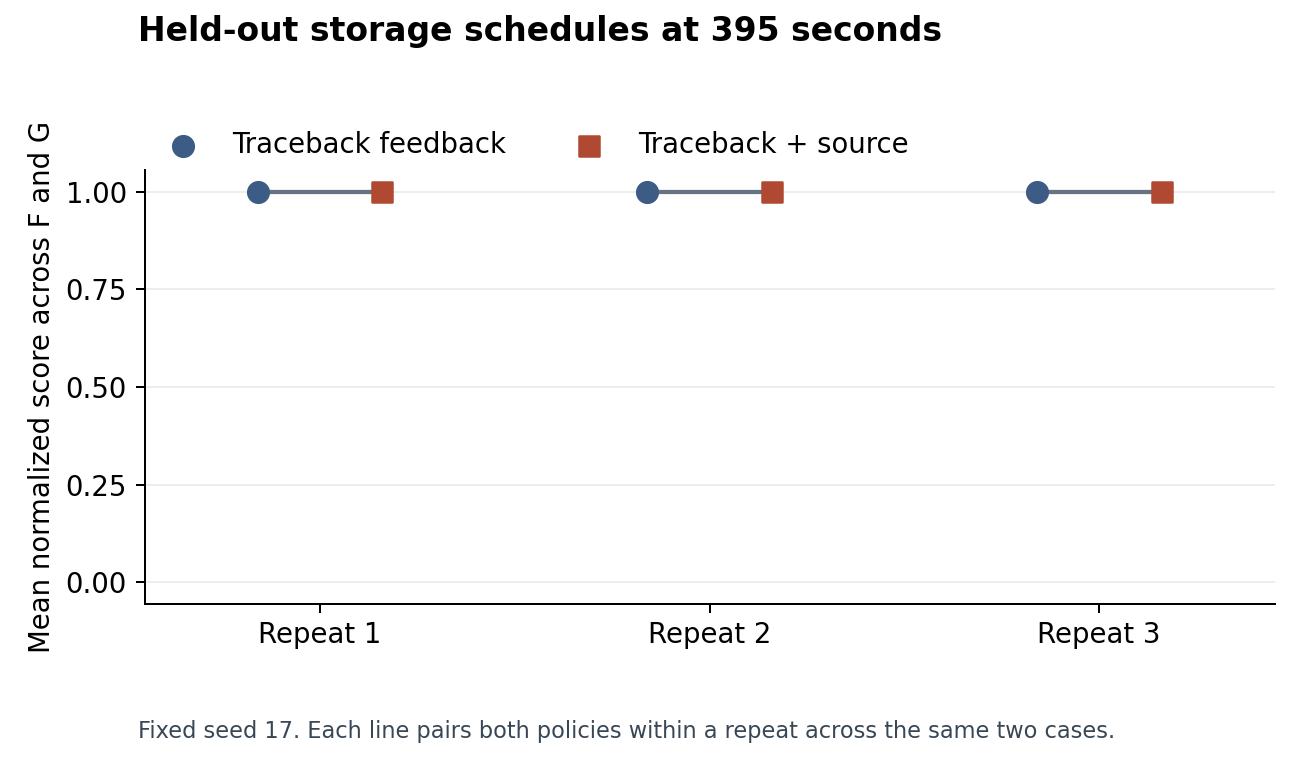 Held-out storage schedules at 395 seconds
Traceback feedback
Traceback + source
Mean normalized score across F and G
1.00
0.75
0.50
0.25
0.00
Repeat 1
Repeat 2
Repeat 3
Fixed seed 17. Each line pairs both policies within a repeat across the same two cases.